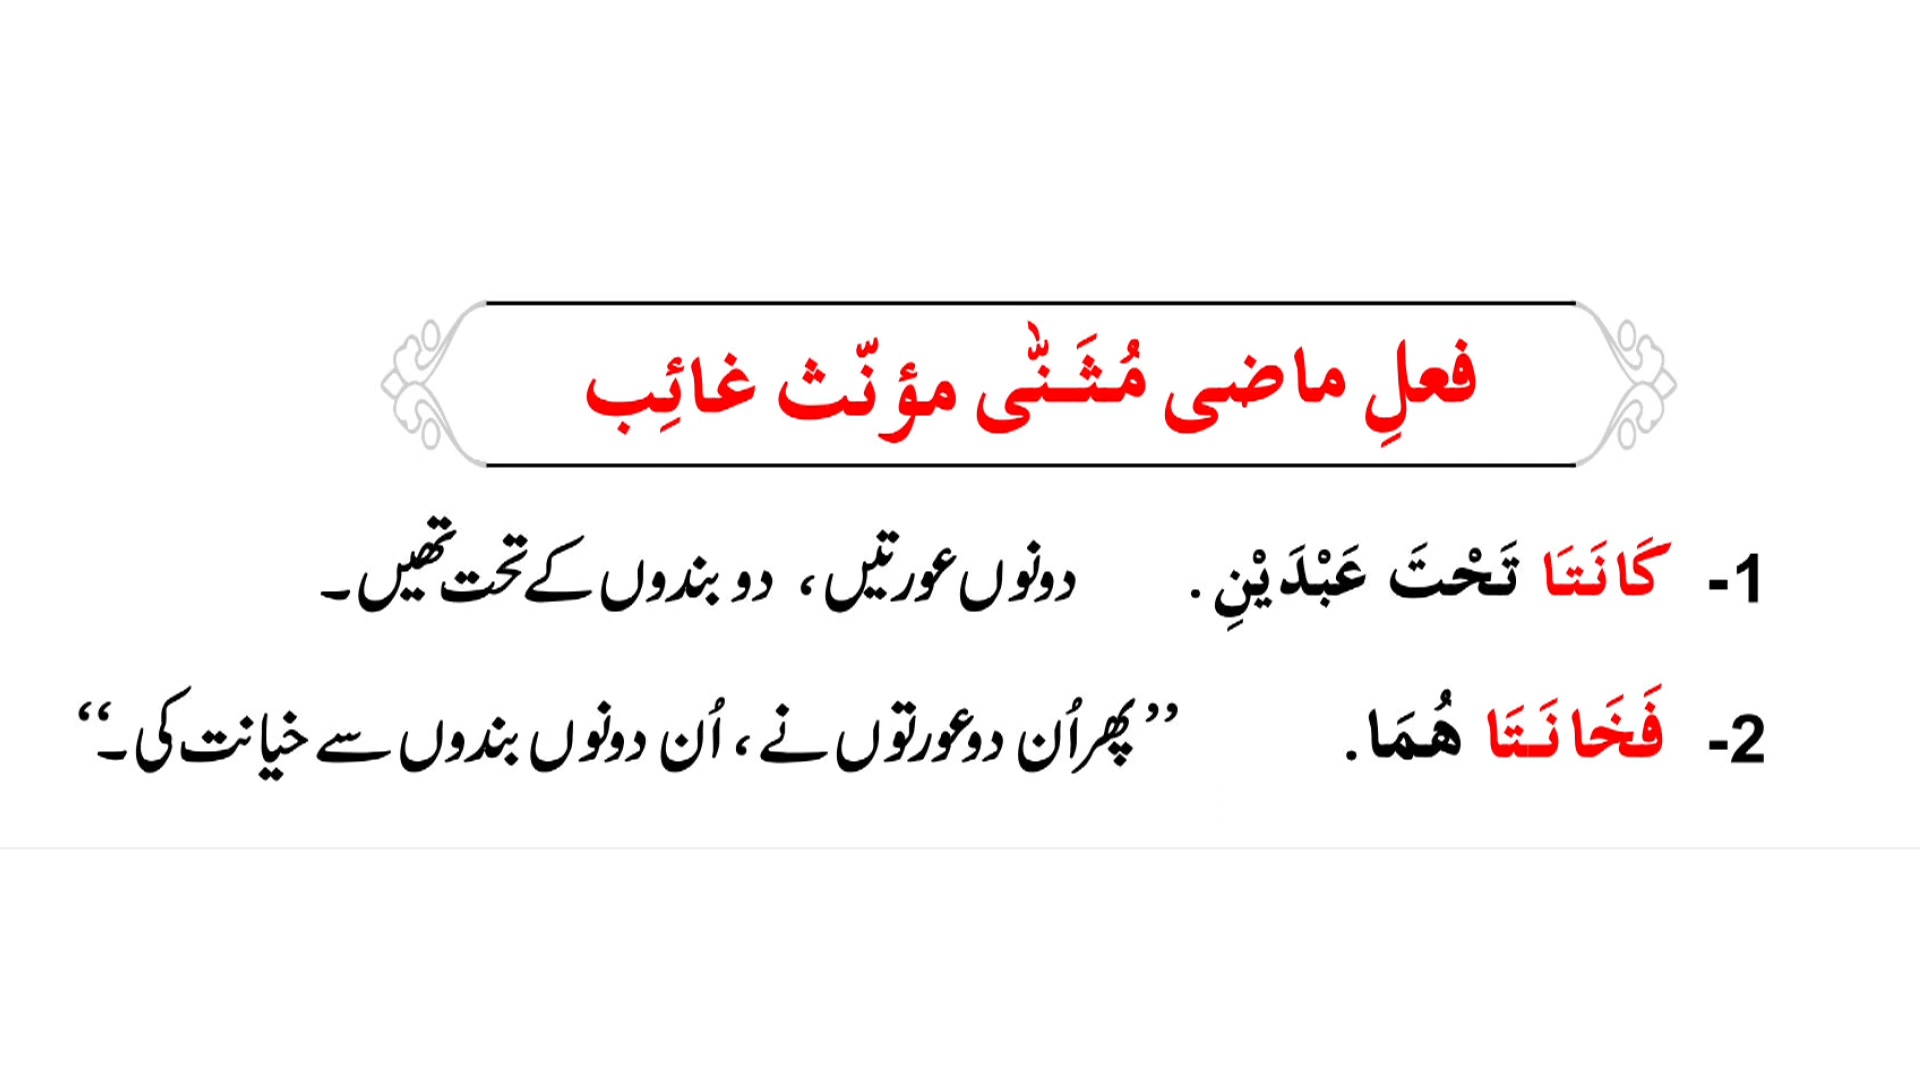 فعلِ ماضی مُثَنّٰی مؤنّث غائِب
1- كَانَتَا تَحْتَ عَبْدَيْنِ. دونوں عورتیں، دو بندوں کے تحت تھیں۔
2- فَخَانَتَا هُمَا. ”پھر اُن دو عورتوں نے، اُن دونوں بندوں سے خیانت کی۔“